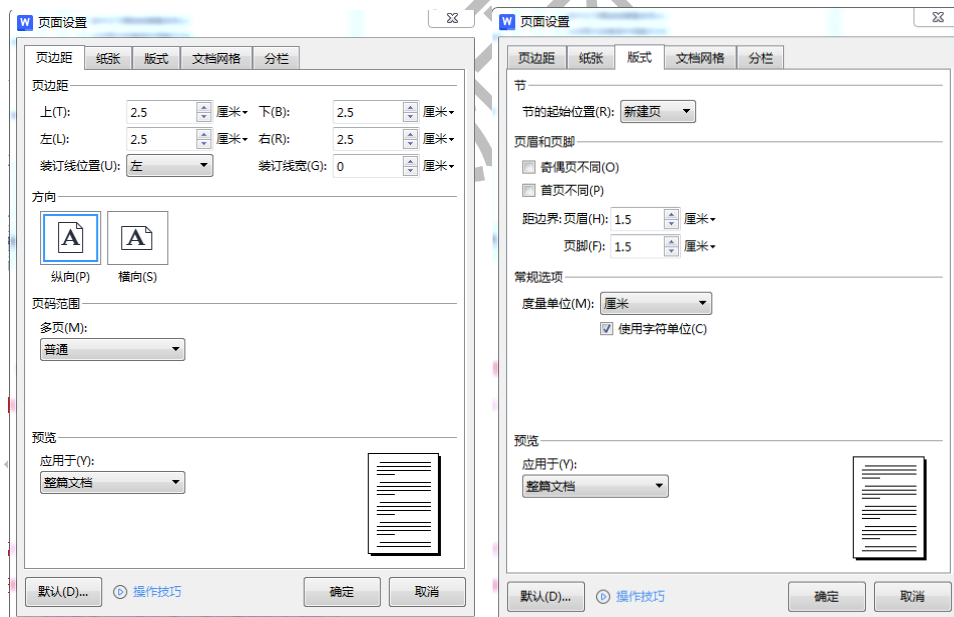 页面设置
页边距 纸张 版式 文档网格 分栏
页边距
上(T): 2.5 厘米 下(B): 2.5 厘米
左(L): 2.5 厘米 右(R): 2.5 厘米
装订线位置(U): 左 装订线宽(G): 0 厘米
方向
纵向(P) 横向(S)
页码范围
多页(M):
普通
预览
应用于(Y):
整篇文档
默认(D)... 操作技巧 确定 取消
页面设置
页边距 纸张 版式 文档网格 分栏
节
节的起始位置(R): 新建页
页眉和页脚
奇偶页不同(O)
首页不同(P)
距边界: 页眉(H): 1.5 厘米
页脚(F): 1.5 厘米
常规选项
度量单位(M): 厘米
使用字符单位(C)
预览
应用于(Y):
整篇文档
默认(D)... 操作技巧 确定 取消